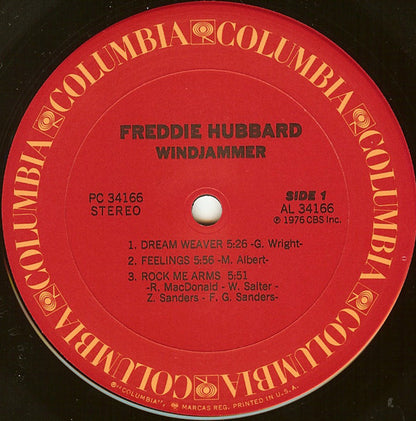 COLUMBIA COLUMBIA COLUMBIA COLUMBIA COLUMBIA COLUMBIA
FREDDIE HUBBARD
WINDJAMMER
PC 34166
STEREO
SIDE 1
AL 34166
℗ 1976 CBS Inc.
1. DREAM WEAVER 5:26 -G. Wright-
2. FEELINGS 5:56 -M. Albert-
3. ROCK ME ARMS 5:51
-R. MacDonald - W. Salter -
Z. Sanders - F. G. Sanders-
®"COLUMBIA", MARCAS REG. PRINTED IN U.S.A.